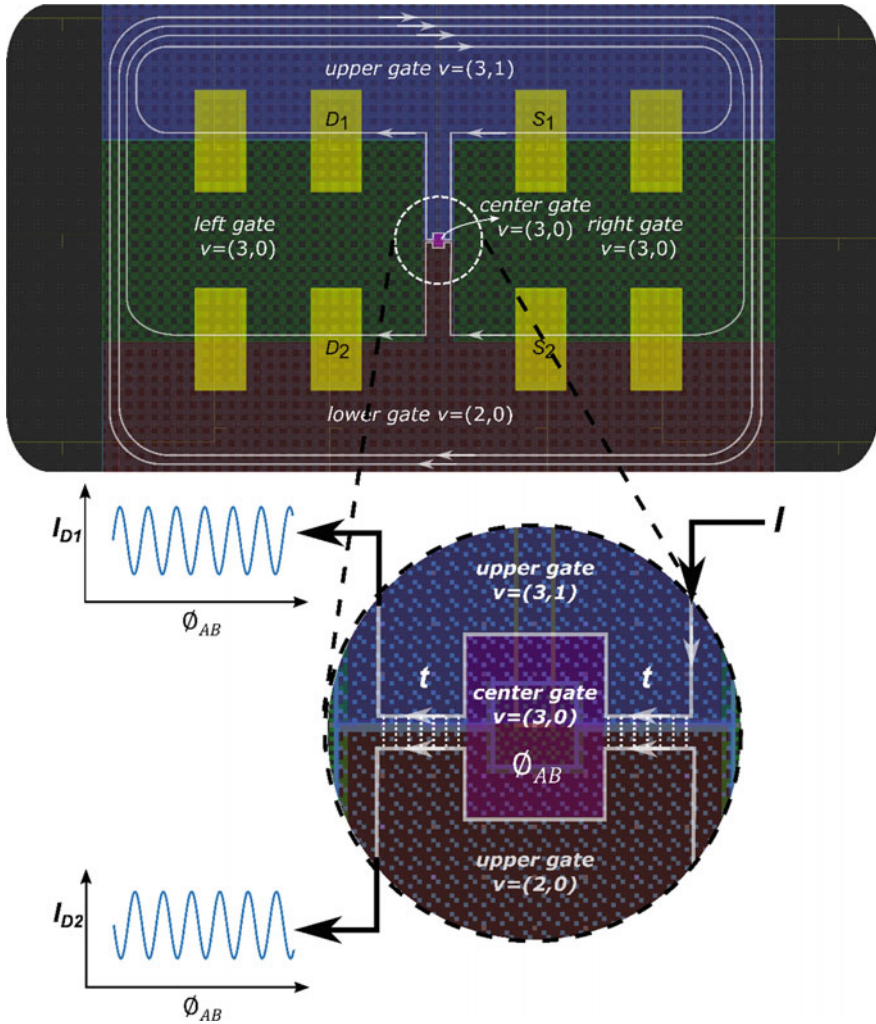 upper gate v=(3,1)
D1
S1
left gate
v=(3,0)
center gate
v=(3,0)
right gate
v=(3,0)
D2
S2
lower gate v=(2,0)
ID1
∅AB
I
upper gate
v=(3,1)
t
t
center gate
v=(3,0)
∅AB
upper gate
v=(2,0)
ID2
∅AB